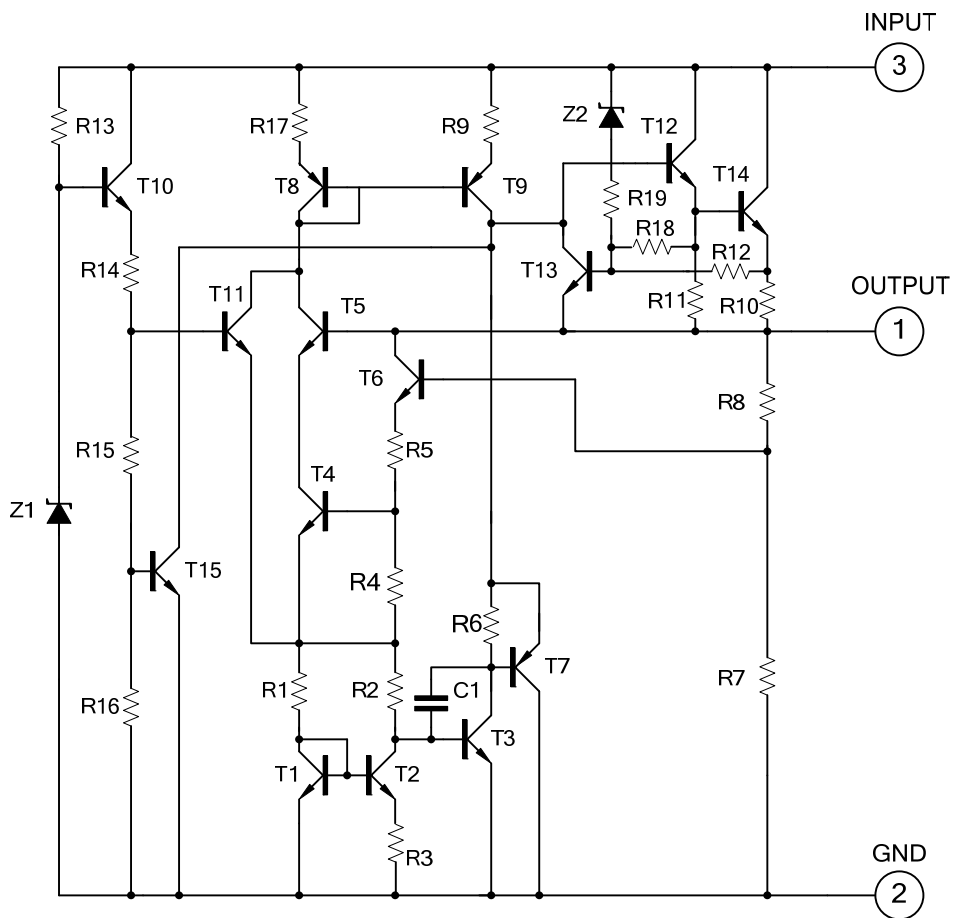 INPUT
3
R13
R17
R9
Z2
T12
T10
T8
T9
T14
R19
R18
R12
R14
T13
T11
T5
R11
R10
OUTPUT
1
T6
R8
R15
R5
T4
Z1
T15
R4
R6
T7
R16
R1
R2
C1
R7
T3
T1
T2
R3
GND
2